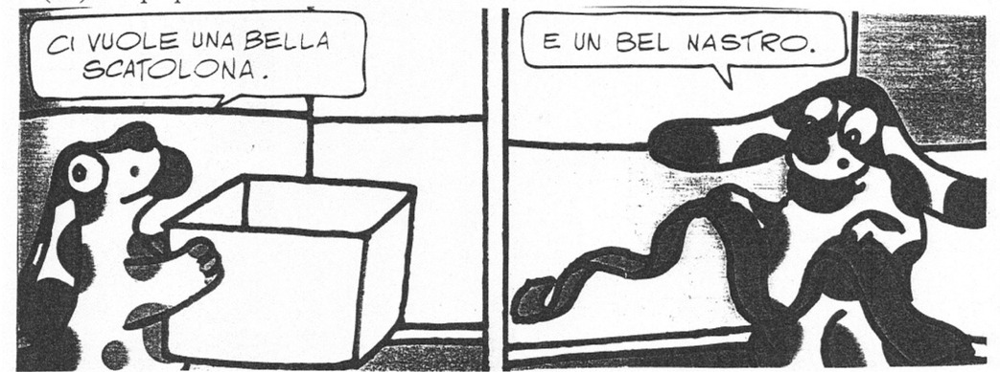 CI VUOLE UNA BELLA
SCATOLONA.
E UN BEL NASTRO.